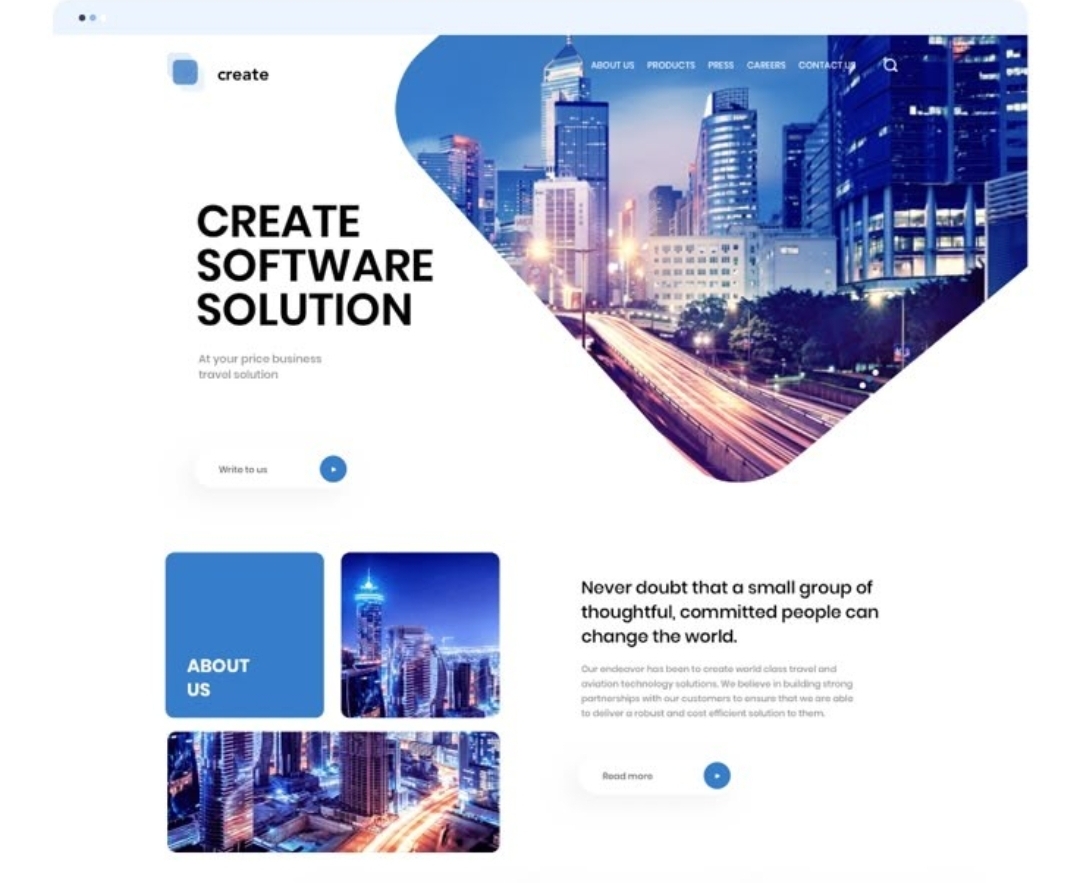 create
ABOUT US PRODUCTS PRESS CAREERS CONTACT US
CREATE
SOFTWARE
SOLUTION
At your price business
travel solution
Write to us
ABOUT
US
Never doubt that a small group of
thoughtful, committed people can
change the world.
Our endeavor has been to create world class travel and
aviation technology solutions. We believe in building strong
partnerships with our customers to ensure that we are able
to deliver a robust and cost efficient solution to them.
Read more